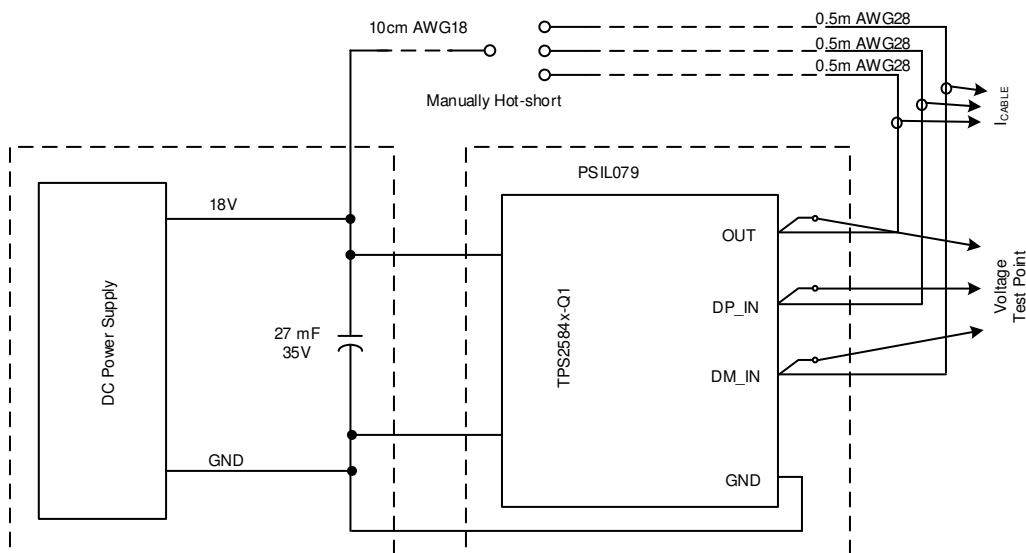 10cm AWG18
0.5m AWG28
0.5m AWG28
0.5m AWG28
Manually Hot-short
ICABLE
PSIL079
18V
OUT
DC Power Supply
27 mF
35V
TPS2584x-Q1
DP_IN
Voltage
Test Point
DM_IN
GND
GND